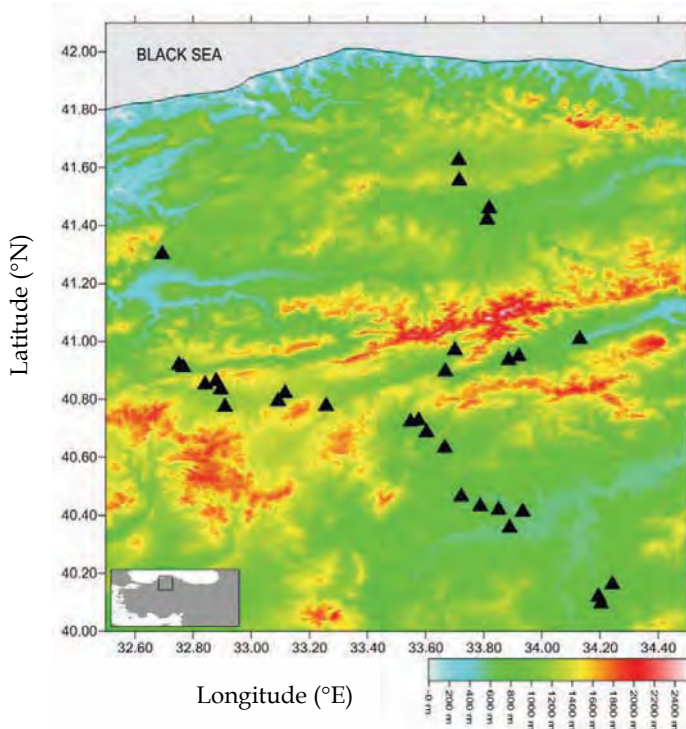 42.00
BLACK SEA
41.80
41.60
41.40
41.20
41.00
40.80
40.60
40.40
40.20
40.00
Latitude (°N)
32.60 32.80 33.00 33.20 33.40 33.60 33.80 34.00 34.20 34.40
Longitude (°E)
0 m
200 m
400 m
600 m
800 m
1000 m
1200 m
1400 m
1600 m
1800 m
2000 m
2200 m
2400 m